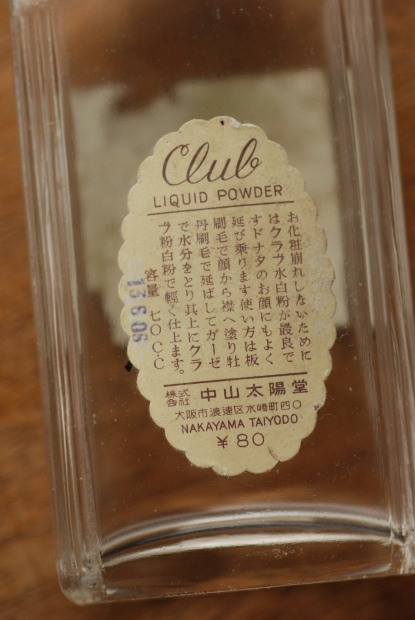 Club
LIQUID POWDER
お化粧崩れしないために
はクラブ水白粉が最良で
すドナタのお顔にもよく
延び乗ります使い方は板
刷毛で顔から襟へ塗り牡
丹刷毛で延ばしてガーゼ
で水分をとり其上にクラ
ブ粉白粉で軽く仕上ます。
容量 七〇C.C
13606
株式会社 中山太陽堂
大阪市浪速区水崎町四〇
NAKAYAMA TAIYODO
¥80